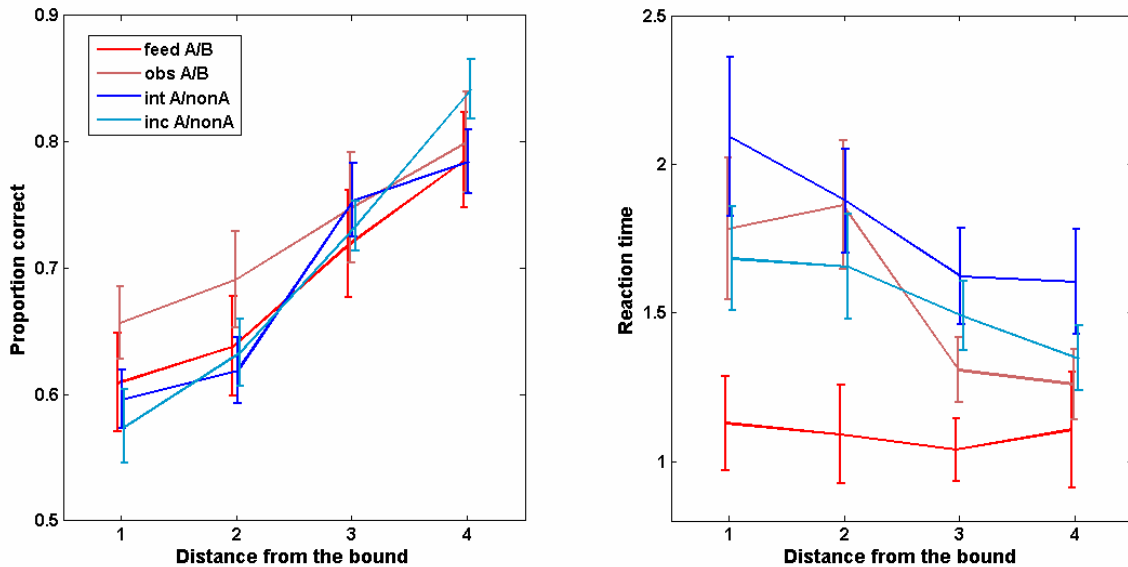 0.9
0.8
0.7
0.6
0.5
Proportion correct
feed A/B
obs A/B
int A/nonA
inc A/nonA
1 2 3 4
Distance from the bound
2.5
2
1.5
1
Reaction time
1 2 3 4
Distance from the bound